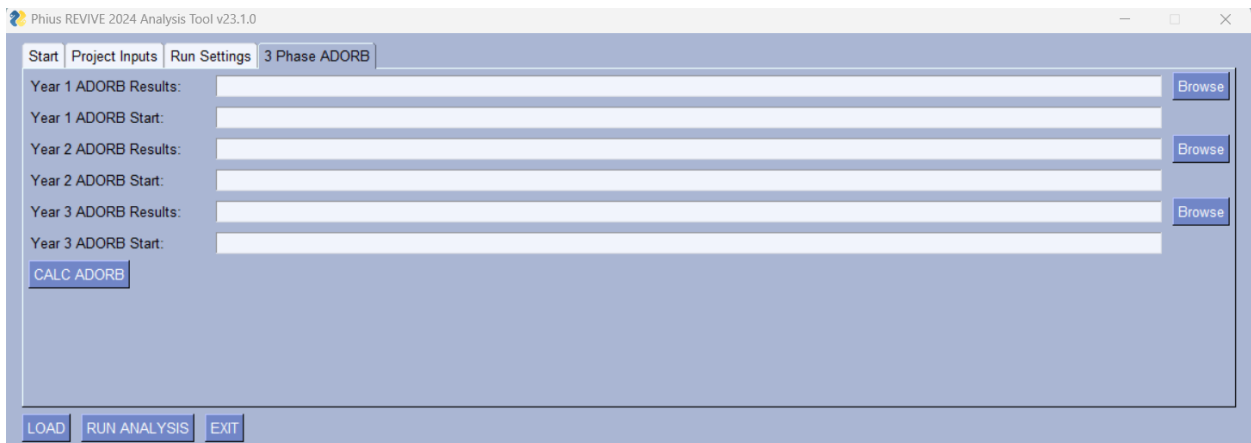 Phius REVIVE 2024 Analysis Tool v23.1.0
Start Project Inputs Run Settings 3 Phase ADORB
Year 1 ADORB Results: Browse
Year 1 ADORB Start:
Year 2 ADORB Results: Browse
Year 2 ADORB Start:
Year 3 ADORB Results: Browse
Year 3 ADORB Start:
CALC ADORB
LOAD RUN ANALYSIS EXIT